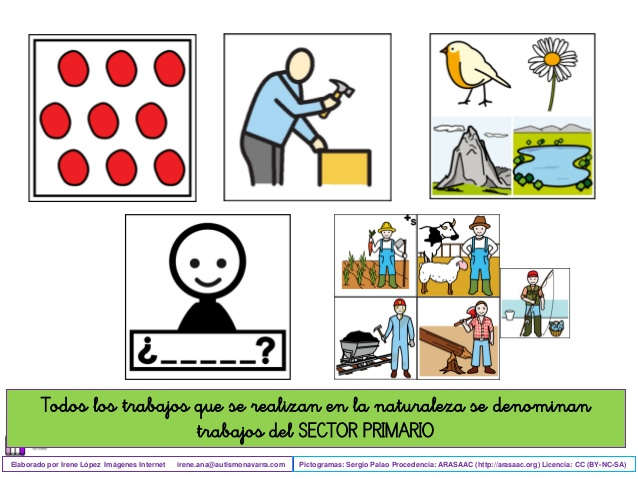 +s
¿_____?
Todos los trabajos que se realizan en la naturaleza se denominan
trabajos del SECTOR PRIMARIO
Elaborado por Irene López Imágenes Internet irene.ana@autismonavarra.com Pictogramas: Sergio Palao Procedencia: ARASAAC (http://arasaac.org) Licencia: CC (BY-NC-SA)